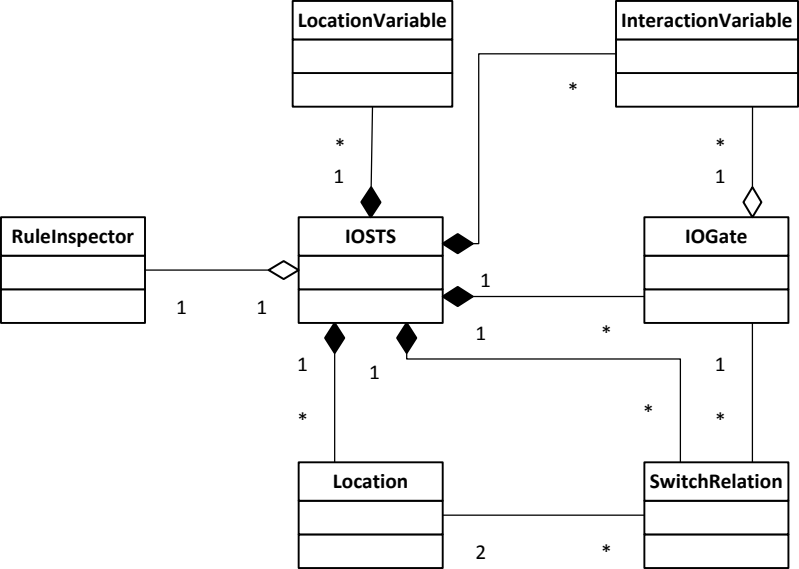 LocationVariable
InteractionVariable
*
*
*
1
1
RuleInspector
IOSTS
IOGate
1
1
1
1
*
1
1
1
*
*
*
Location
SwitchRelation
2
*